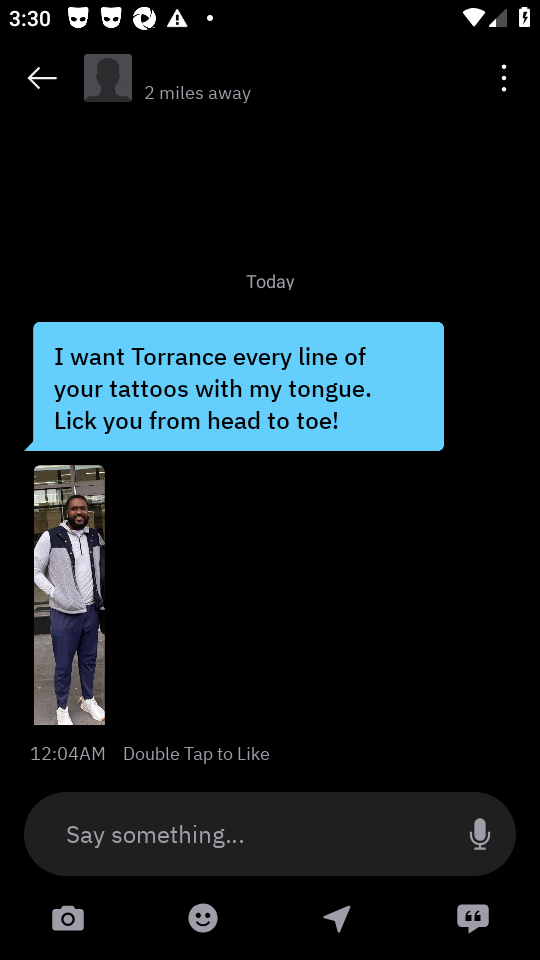 3:30
2 miles away
Today
I want Torrance every line of
your tattoos with my tongue.
Lick you from head to toe!
12:04AM Double Tap to Like
Say something...